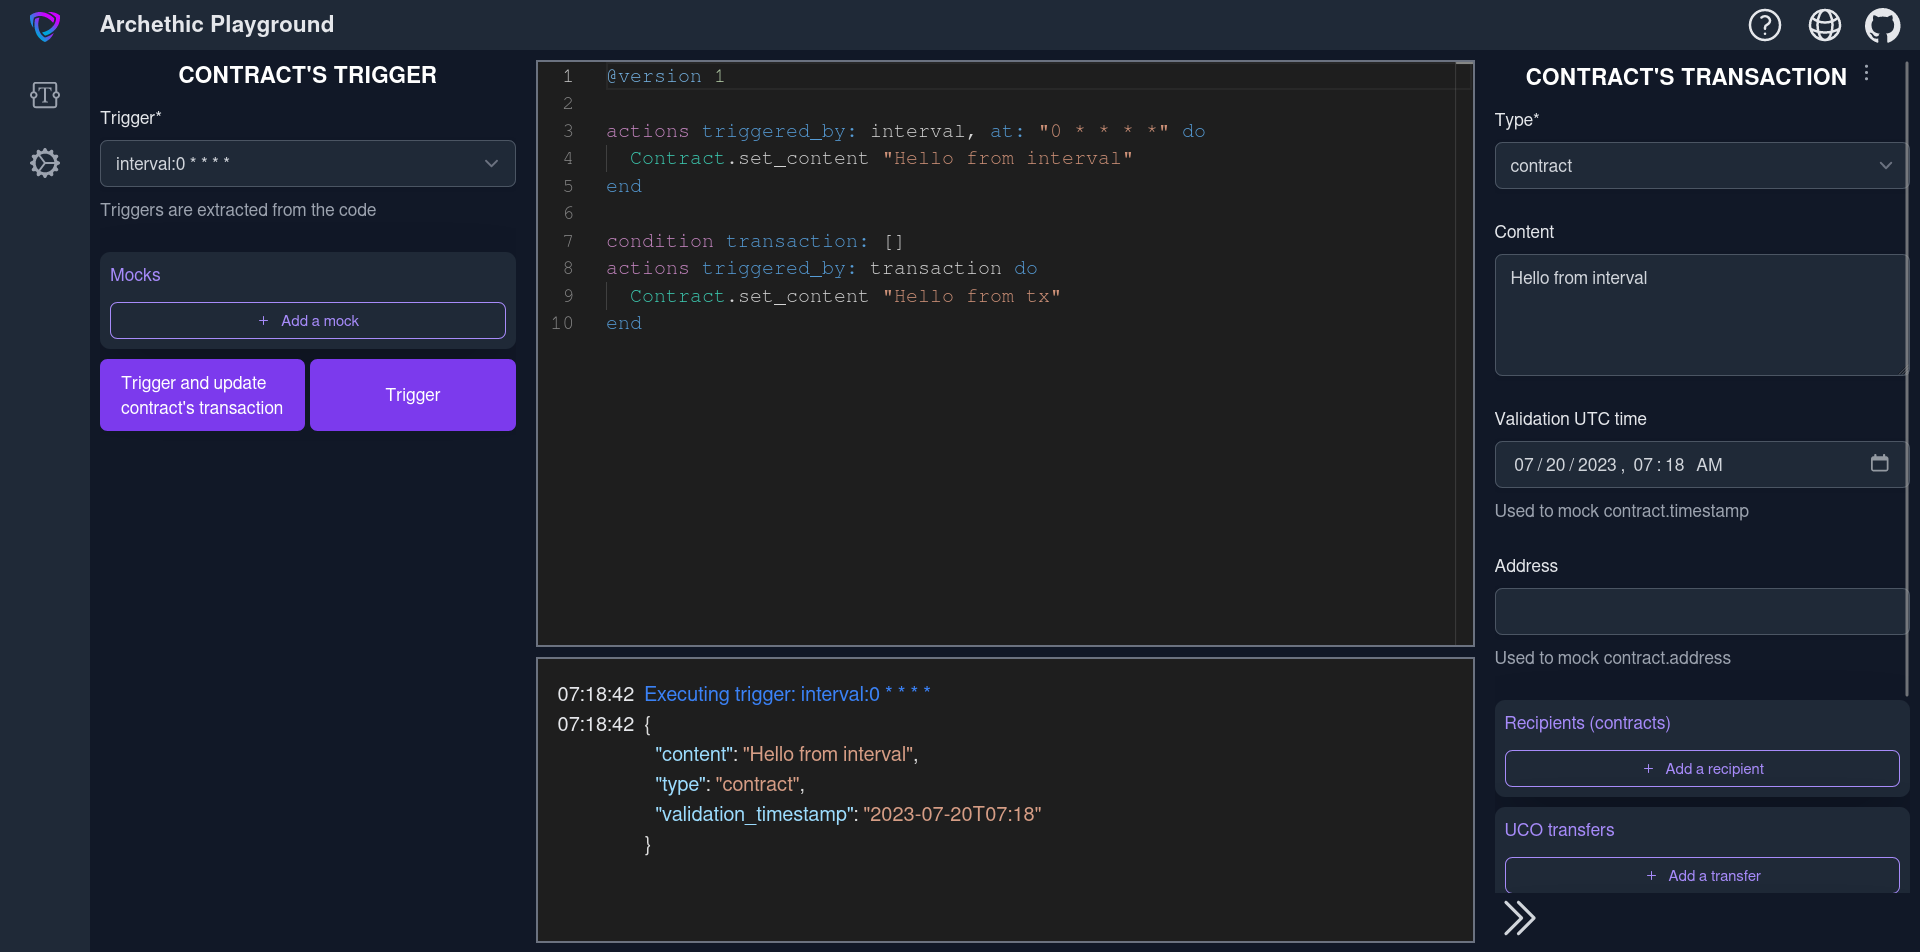 Archethic Playground
CONTRACT'S TRIGGER
Trigger*
interval:0 * * * *
Triggers are extracted from the code
Mocks
+ Add a mock
Trigger and update
contract's transaction
Trigger
1 @version 1
2
3 actions triggered_by: interval, at: "0 * * * *" do
4 Contract.set_content "Hello from interval"
5 end
6
7 condition transaction: []
8 actions triggered_by: transaction do
9 Contract.set_content "Hello from tx"
10 end
07:18:42 Executing trigger: interval:0 * * * *
07:18:42 {
"content": "Hello from interval",
"type": "contract",
"validation_timestamp": "2023-07-20T07:18"
}
CONTRACT'S TRANSACTION
Type*
contract
Content
Hello from interval
Validation UTC time
07/20/2023, 07:18 AM
Used to mock contract.timestamp
Address
Used to mock contract.address
Recipients (contracts)
+ Add a recipient
UCO transfers
+ Add a transfer